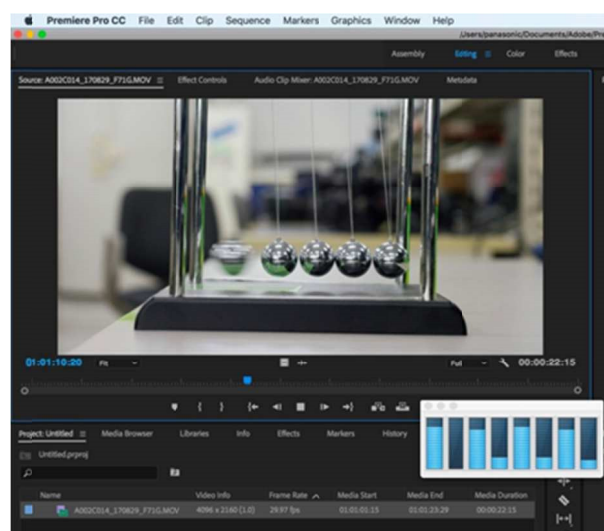 Premiere Pro CC File Edit Clip Sequence Markers Graphics Window Help
/Users/panasonic/Documents/Adobe/Pre
Assembly Editing Color Effects
Source: A002C014_170829_F71G.MOV Effect Controls Audio Clip Mixer: A002C014_170829_F71G.MOV Metadata
01:01:10:20 Fit Full 00:00:22:15
Project: Untitled Media Browser Libraries Info Effects Markers History
Untitled.prproj
Name Video Info Frame Rate Media Start Media End Media Duration
A002C014_170829_F71G.MOV 4096 x 2160 (1.0) 29.97 fps 01:01:01:15 01:01:23:29 00:00:22:15